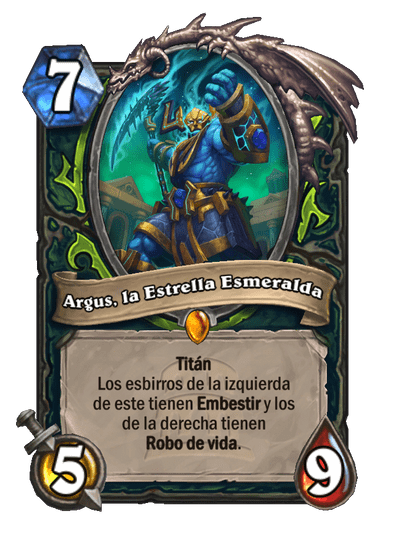 7
Argus, la Estrella Esmeralda
Titán
Los esbirros de la izquierda
de este tienen Embestir y los
de la derecha tienen
Robo de vida.
5
9